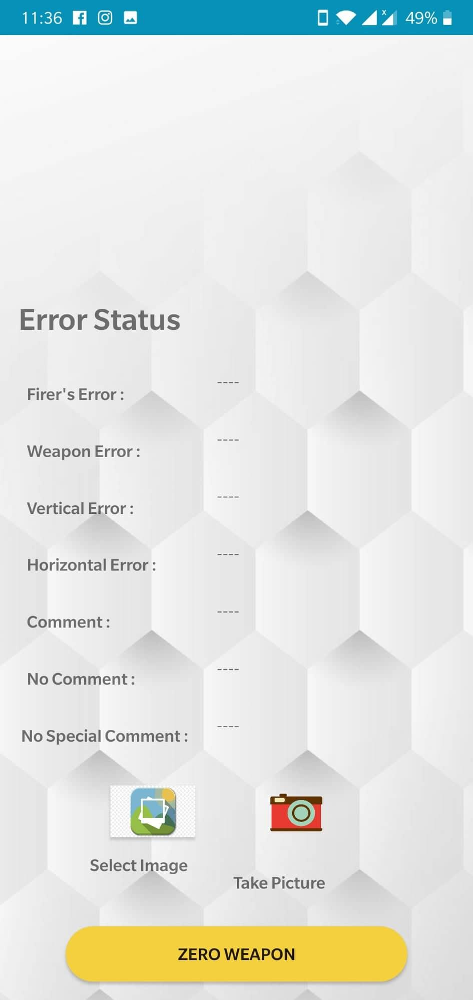 11:36 49%
Error Status
Firer's Error : ----
Weapon Error : ----
Vertical Error : ----
Horizontal Error : ----
Comment : ----
No Comment : ----
No Special Comment : ----
Select Image
Take Picture
ZERO WEAPON